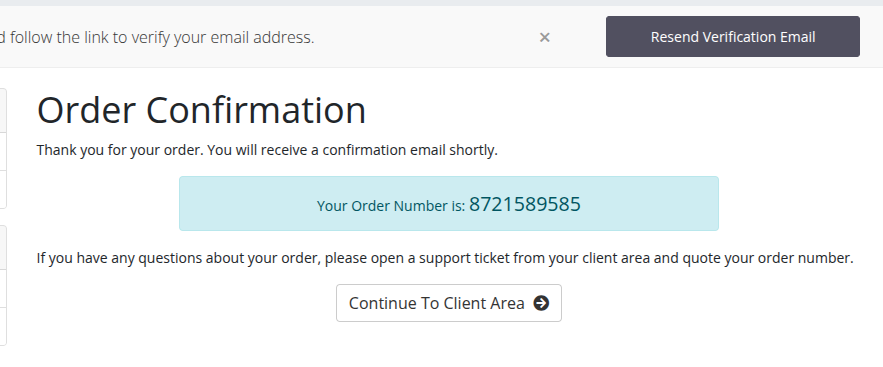 follow the link to verify your email address.
×
Resend Verification Email
Order Confirmation
Thank you for your order. You will receive a confirmation email shortly.
Your Order Number is: 8721589585
If you have any questions about your order, please open a support ticket from your client area and quote your order number.
Continue To Client Area